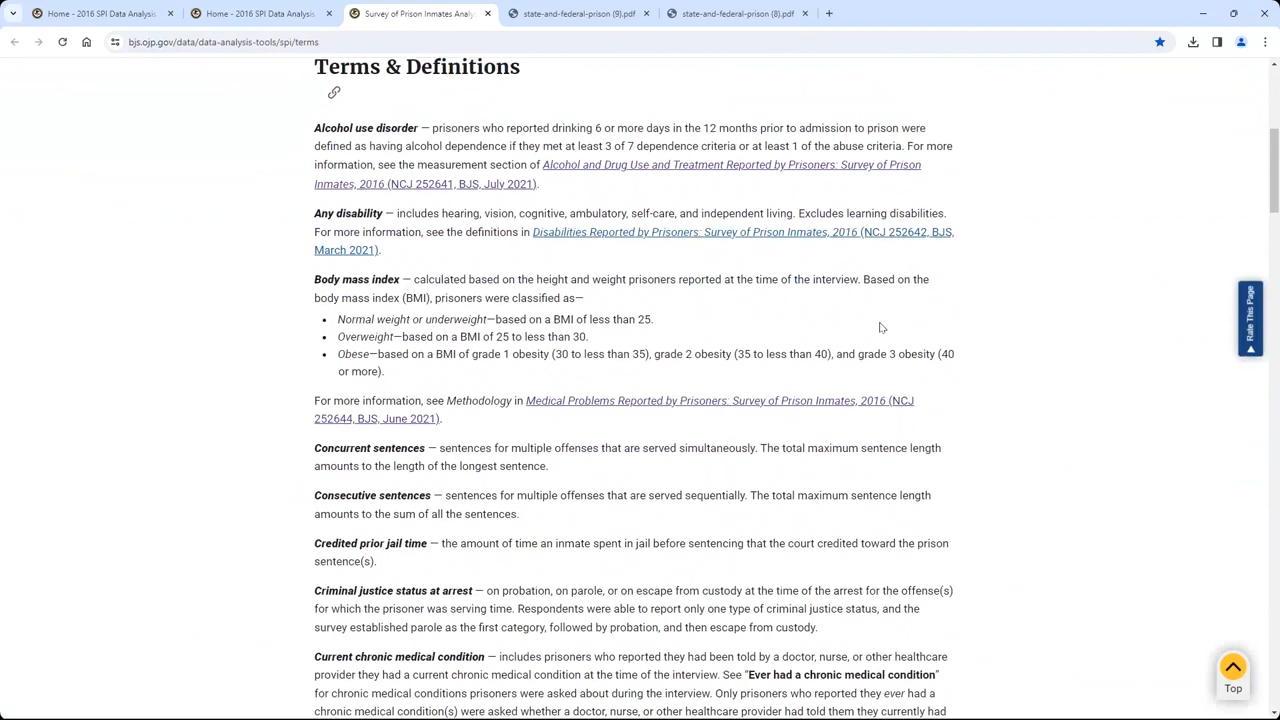 Home - 2016 SPI Data Analysis
Home - 2016 SPI Data Analysis
Survey of Prison Inmates Analy
state-and-federal-prison (9).pdf
state-and-federal-prison (8).pdf
bjs.ojp.gov/data/data-analysis-tools/spi/terms
Terms & Definitions
Alcohol use disorder — prisoners who reported drinking 6 or more days in the 12 months prior to admission to prison were
defined as having alcohol dependence if they met at least 3 of 7 dependence criteria or at least 1 of the abuse criteria. For more
information, see the measurement section of Alcohol and Drug Use and Treatment Reported by Prisoners: Survey of Prison
Inmates, 2016 (NCJ 252641, BJS, July 2021).
Any disability — includes hearing, vision, cognitive, ambulatory, self-care, and independent living. Excludes learning disabilities.
For more information, see the definitions in Disabilities Reported by Prisoners: Survey of Prison Inmates, 2016 (NCJ 252642, BJS,
March 2021).
Body mass index — calculated based on the height and weight prisoners reported at the time of the interview. Based on the
body mass index (BMI), prisoners were classified as—
• Normal weight or underweight—based on a BMI of less than 25.
• Overweight—based on a BMI of 25 to less than 30.
• Obese—based on a BMI of grade 1 obesity (30 to less than 35), grade 2 obesity (35 to less than 40), and grade 3 obesity (40
or more).
For more information, see Methodology in Medical Problems Reported by Prisoners: Survey of Prison Inmates, 2016 (NCJ
252644, BJS, June 2021).
Concurrent sentences — sentences for multiple offenses that are served simultaneously. The total maximum sentence length
amounts to the length of the longest sentence.
Consecutive sentences — sentences for multiple offenses that are served sequentially. The total maximum sentence length
amounts to the sum of all the sentences.
Credited prior jail time — the amount of time an inmate spent in jail before sentencing that the court credited toward the prison
sentence(s).
Criminal justice status at arrest — on probation, on parole, or on escape from custody at the time of the arrest for the offense(s)
for which the prisoner was serving time. Respondents were able to report only one type of criminal justice status, and the
survey established parole as the first category, followed by probation, and then escape from custody.
Current chronic medical condition — includes prisoners who reported they had been told by a doctor, nurse, or other healthcare
provider they had a current chronic medical condition at the time of the interview. See "Ever had a chronic medical condition"
for chronic medical conditions prisoners were asked about during the interview. Only prisoners who reported they ever had a
chronic medical condition(s) were asked whether a doctor, nurse, or other healthcare provider had told them they currently had
Rate This Page
Top